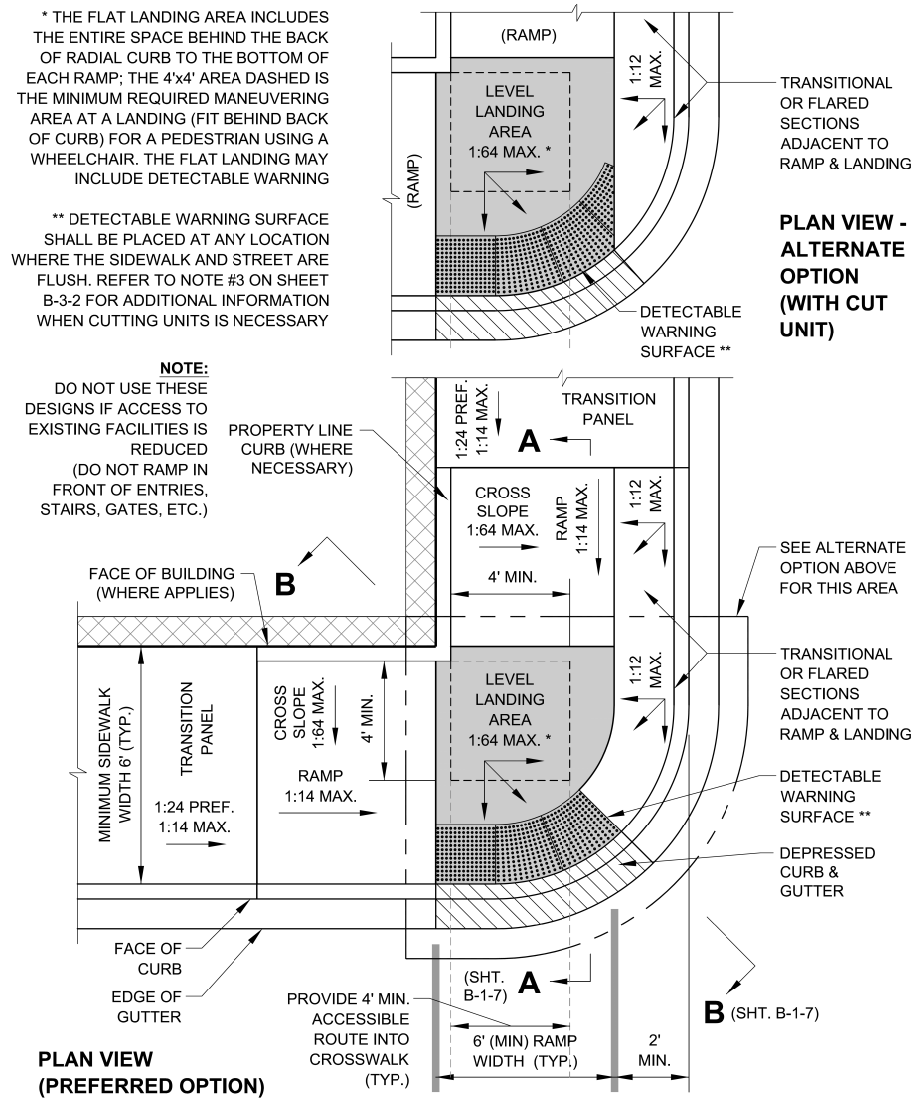 * THE FLAT LANDING AREA INCLUDES
THE ENTIRE SPACE BEHIND THE BACK
OF RADIAL CURB TO THE BOTTOM OF
EACH RAMP; THE 4'x4' AREA DASHED IS
THE MINIMUM REQUIRED MANEUVERING
AREA AT A LANDING (FIT BEHIND BACK
OF CURB) FOR A PEDESTRIAN USING A
WHEELCHAIR. THE FLAT LANDING MAY
INCLUDE DETECTABLE WARNING
** DETECTABLE WARNING SURFACE
SHALL BE PLACED AT ANY LOCATION
WHERE THE SIDEWALK AND STREET ARE
FLUSH. REFER TO NOTE #3 ON SHEET
B-3-2 FOR ADDITIONAL INFORMATION
WHEN CUTTING UNITS IS NECESSARY
(RAMP)
1:12
MAX.
LEVEL
LANDING
AREA
1:64 MAX. *
(RAMP)
TRANSITIONAL
OR FLARED
SECTIONS
ADJACENT TO
RAMP & LANDING
PLAN VIEW -
ALTERNATE
OPTION
(WITH CUT
UNIT)
DETECTABLE
WARNING
SURFACE **
NOTE:
DO NOT USE THESE
DESIGNS IF ACCESS TO
EXISTING FACILITIES IS
REDUCED
(DO NOT RAMP IN
FRONT OF ENTRIES,
STAIRS, GATES, ETC.)
PROPERTY LINE
CURB (WHERE
NECESSARY)
1:24 PREF.
1:14 MAX.
TRANSITION
PANEL
A
CROSS
SLOPE
1:64 MAX.
RAMP
1:14 MAX.
1:12
MAX.
4' MIN.
SEE ALTERNATE
OPTION ABOVE
FOR THIS AREA
B
FACE OF BUILDING
(WHERE APPLIES)
MINIMUM SIDEWALK
WIDTH 6' (TYP.)
TRANSITION
PANEL
1:24 PREF.
1:14 MAX.
CROSS
SLOPE
1:64 MAX.
4' MIN.
RAMP
1:14 MAX.
LEVEL
LANDING
AREA
1:64 MAX. *
1:12
MAX.
TRANSITIONAL
OR FLARED
SECTIONS
ADJACENT TO
RAMP & LANDING
DETECTABLE
WARNING
SURFACE **
DEPRESSED
CURB &
GUTTER
FACE OF
CURB
EDGE OF
GUTTER
(SHT.
B-1-7)
A
B (SHT. B-1-7)
PROVIDE 4' MIN.
ACCESSIBLE
ROUTE INTO
CROSSWALK
(TYP.)
6' (MIN) RAMP
WIDTH (TYP.)
2'
MIN.
PLAN VIEW
(PREFERRED OPTION)